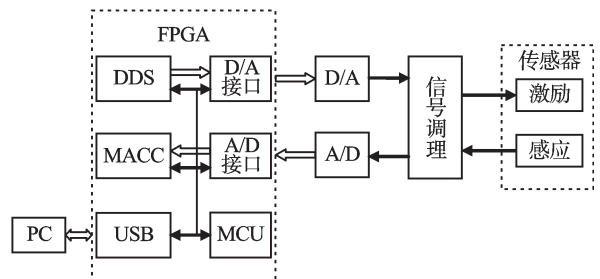 FPGA
DDS
D/A
接口
D/A
信号调理
传感器
激励
MACC
A/D
接口
A/D
感应
PC
USB
MCU